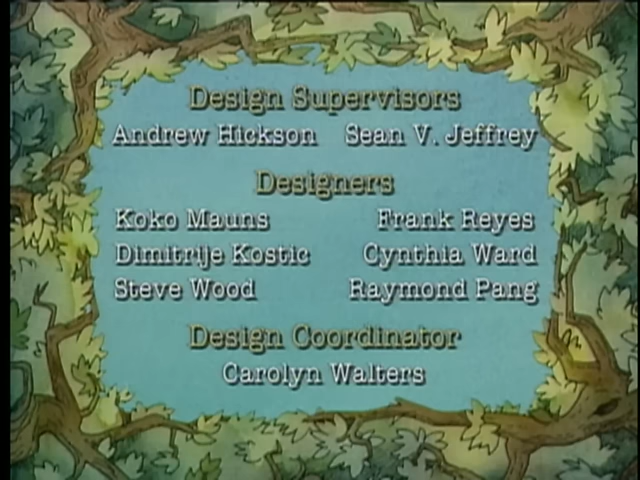 Design Supervisors
Andrew Hickson Sean V. Jeffrey
Designers
Koko Mauns Frank Reyes
Dimitrije Kostic Cynthia Ward
Steve Wood Raymond Pang
Design Coordinator
Carolyn Walters